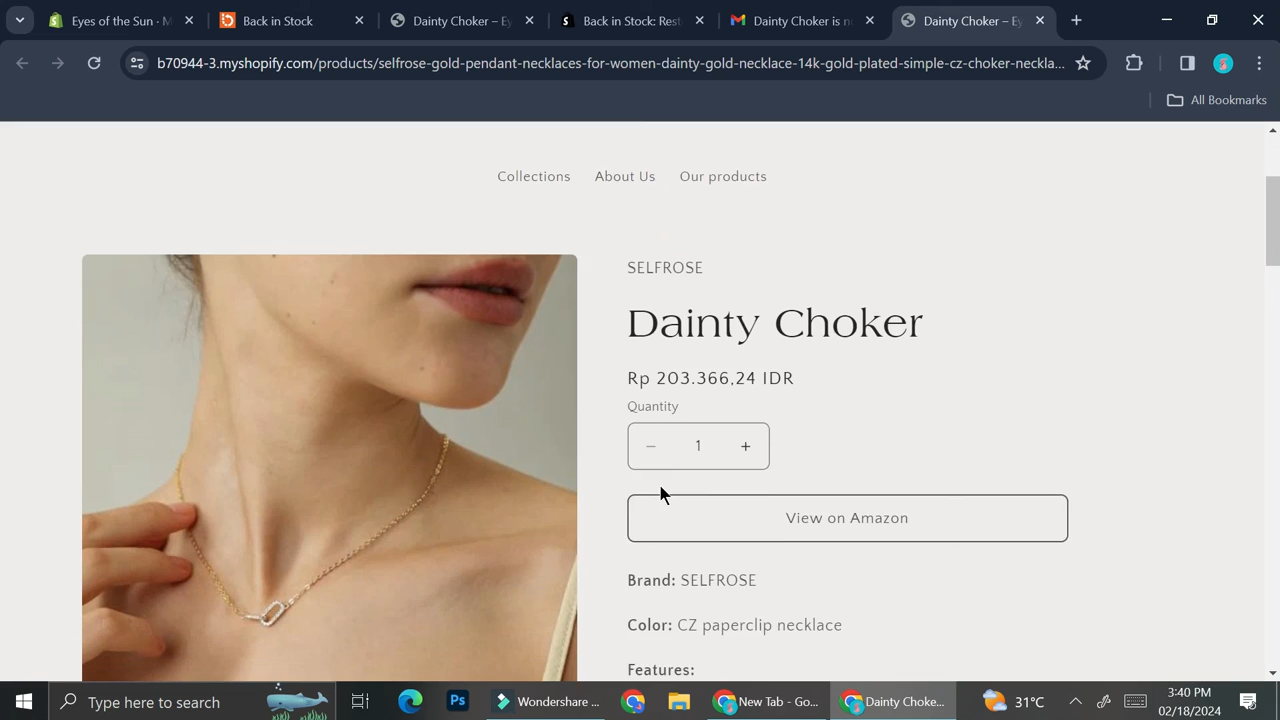 Eyes of the Sun · M
Back in Stock
Dainty Choker – Ey
Back in Stock: Rest
Dainty Choker is n
Dainty Choker – Ey
b70944-3.myshopify.com/products/selfrose-gold-pendant-necklaces-for-women-dainty-gold-necklace-14k-gold-plated-simple-cz-choker-neckla...
All Bookmarks
Collections
About Us
Our products
SELFROSE
Dainty Choker
Rp 203.366,24 IDR
Quantity
− 1 +
View on Amazon
Brand: SELFROSE
Color: CZ paperclip necklace
Features:
Type here to search
Ps
Wondershare ...
New Tab - Go...
Dainty Choke...
31°C
3:40 PM
02/18/2024